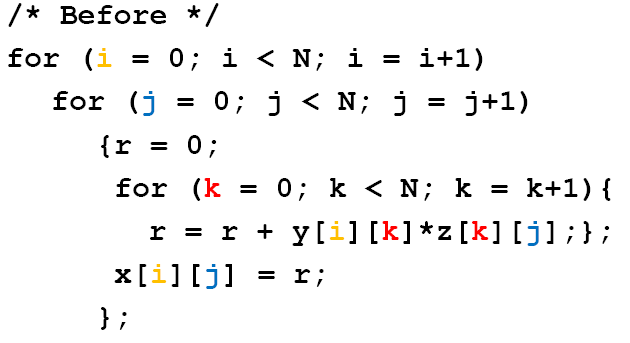 /* Before */
for (i = 0; i < N; i = i+1)
for (j = 0; j < N; j = j+1)
{r = 0;
for (k = 0; k < N; k = k+1){
r = r + y[i][k]*z[k][j];};
x[i][j] = r;
};